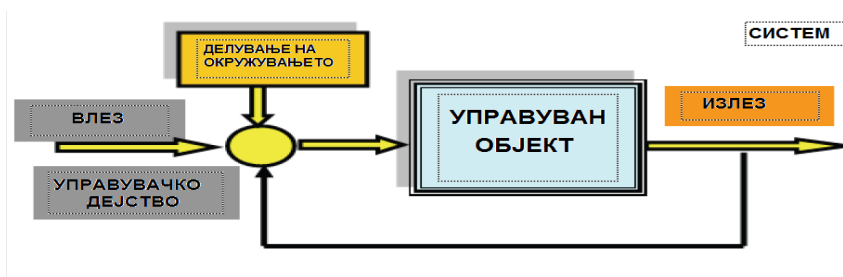 СИСТЕМ
ДЕЛУВАЊЕ НА
ОКРУЖУВАЊЕТО
ВЛЕЗ
УПРАВУВАН
ОБЈЕКТ
ИЗЛЕЗ
УПРАВУВАЧКО
ДЕЈСТВО